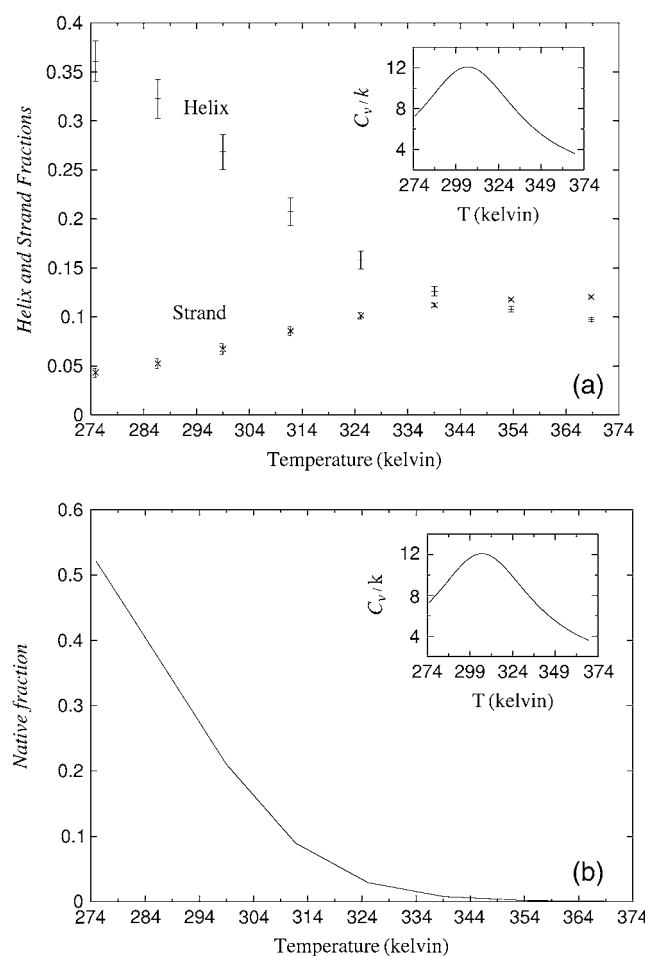 0.4
0.35
0.3
0.25
0.2
0.15
0.1
0.05
0
Helix and Strand Fractions
Helix
Strand
12
8
4
C_v/k
274 299 324 349 374
T (kelvin)
(a)
274 284 294 304 314 324 334 344 354 364 374
Temperature (kelvin)
0.6
0.5
0.4
0.3
0.2
0.1
0
Native fraction
12
8
4
C_v/k
274 299 324 349 374
T (kelvin)
(b)
274 284 294 304 314 324 334 344 354 364 374
Temperature (kelvin)